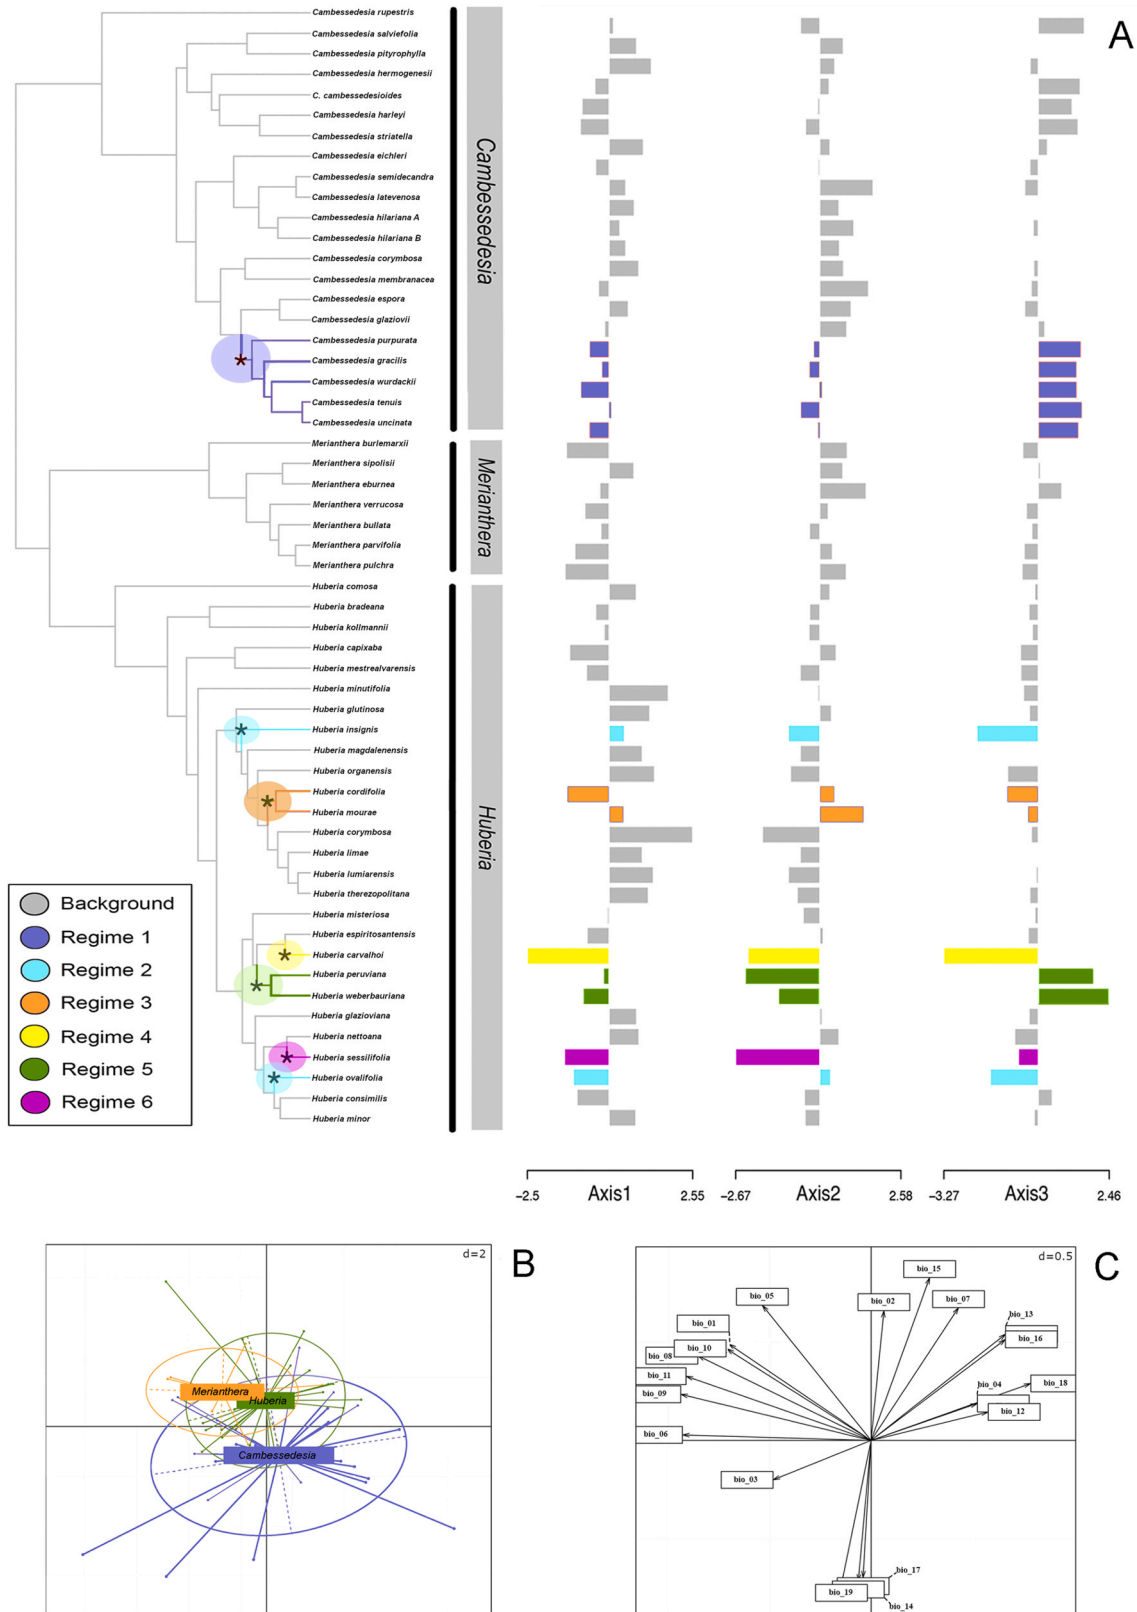 A
Cambessedesia rupestris
Cambessedesia salviefolia
Cambessedesia pityrophylla
Cambessedesia hermogenesii
C. cambessedesioides
Cambessedesia harleyi
Cambessedesia striatella
Cambessedesia eichleri
Cambessedesia semidecandra
Cambessedesia latevenosa
Cambessedesia hilariana A
Cambessedesia hilariana B
Cambessedesia corymbosa
Cambessedesia membranacea
Cambessedesia espora
Cambessedesia glaziovii
Cambessedesia purpurata
Cambessedesia gracilis
Cambessedesia wurdackii
Cambessedesia tenuis
Cambessedesia uncinata
Cambessedesia
Merianthera burlemarxii
Merianthera sipolisii
Merianthera eburnea
Merianthera verrucosa
Merianthera bullata
Merianthera parvifolia
Merianthera pulchra
Merianthera
Huberia comosa
Huberia bradeana
Huberia kollmannii
Huberia capixaba
Huberia mestrealvarensis
Huberia minutifolia
Huberia glutinosa
Huberia insignis
Huberia magdalenensis
Huberia organensis
Huberia cordifolia
Huberia mourae
Huberia corymbosa
Huberia limae
Huberia lumiarensis
Huberia therezopolitana
Huberia misteriosa
Huberia espiritosantensis
Huberia carvalhoi
Huberia peruviana
Huberia weberbauriana
Huberia glazioviana
Huberia nettoana
Huberia sessilifolia
Huberia ovalifolia
Huberia consimilis
Huberia minor
Huberia
Background
Regime 1
Regime 2
Regime 3
Regime 4
Regime 5
Regime 6
−2.5 Axis1 2.55
−2.67 Axis2 2.58
−3.27 Axis3 2.46
B
d=2
Merianthera
Huberia
Cambessedesia
C
d=0.5
bio_15
bio_05
bio_02
bio_07
bio_13
bio_01
bio_16
bio_10
bio_08
bio_11
bio_04
bio_18
bio_09
bio_12
bio_06
bio_03
bio_17
bio_19
bio_14